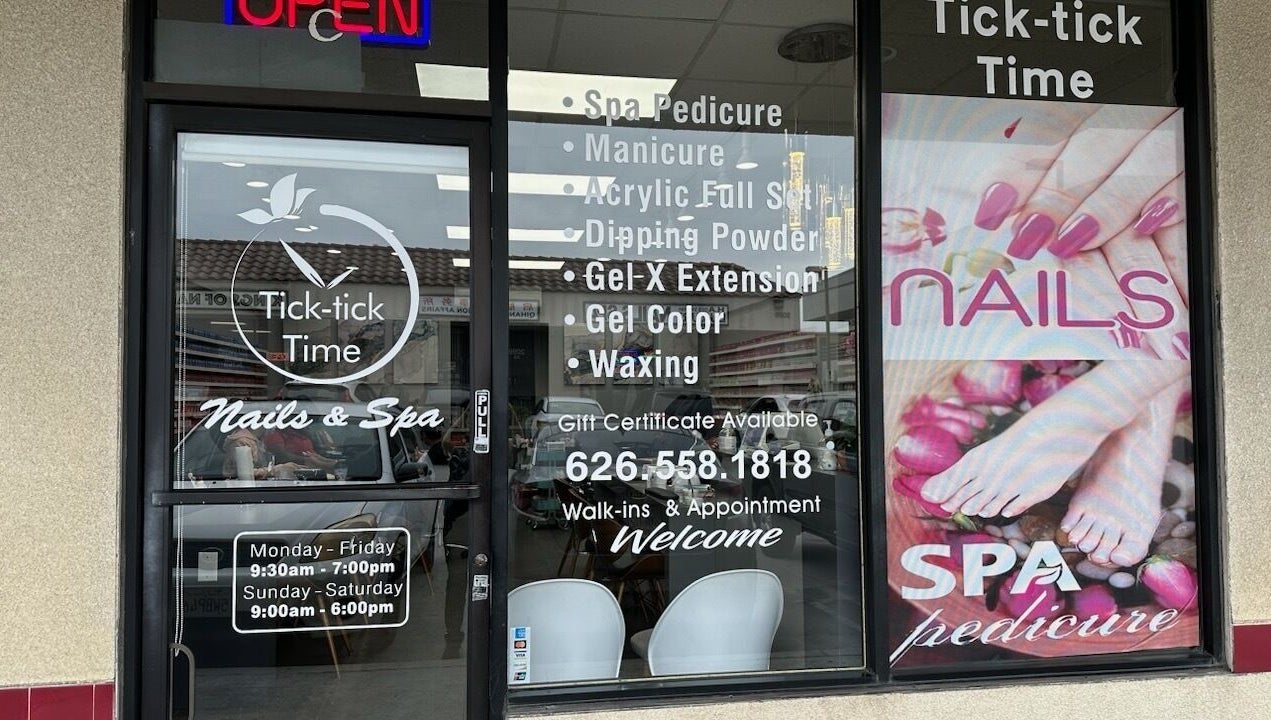 OPEN
Tick-tick
Time
Nails & Spa
PULL
Monday - Friday
9:30am - 7:00pm
Sunday - Saturday
9:00am - 6:00pm
• Spa Pedicure
• Manicure
• Acrylic Full Set
• Dipping Powder
• Gel-X Extension
• Gel Color
• Waxing
Gift Certificate Available
626.558.1818
Walk-ins & Appointment
Welcome
VISA
Tick-tick
Time
NAILS
SPA
pedicure